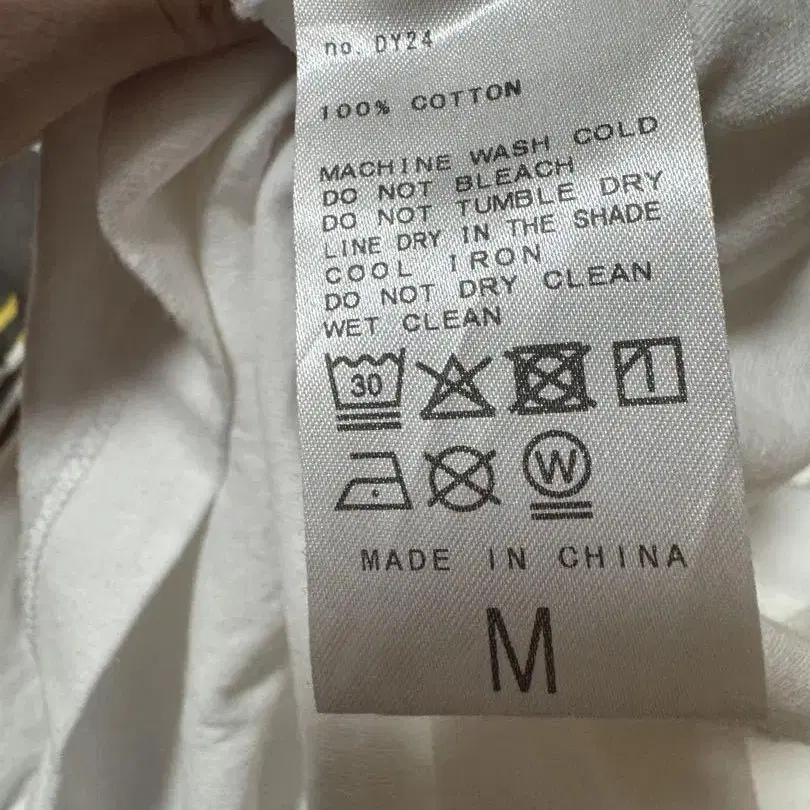 no. DY24
100% COTTON
MACHINE WASH COLD
DO NOT BLEACH
DO NOT TUMBLE DRY
LINE DRY IN THE SHADE
COOL IRON
DO NOT DRY CLEAN
WET CLEAN
30
W
MADE IN CHINA
M